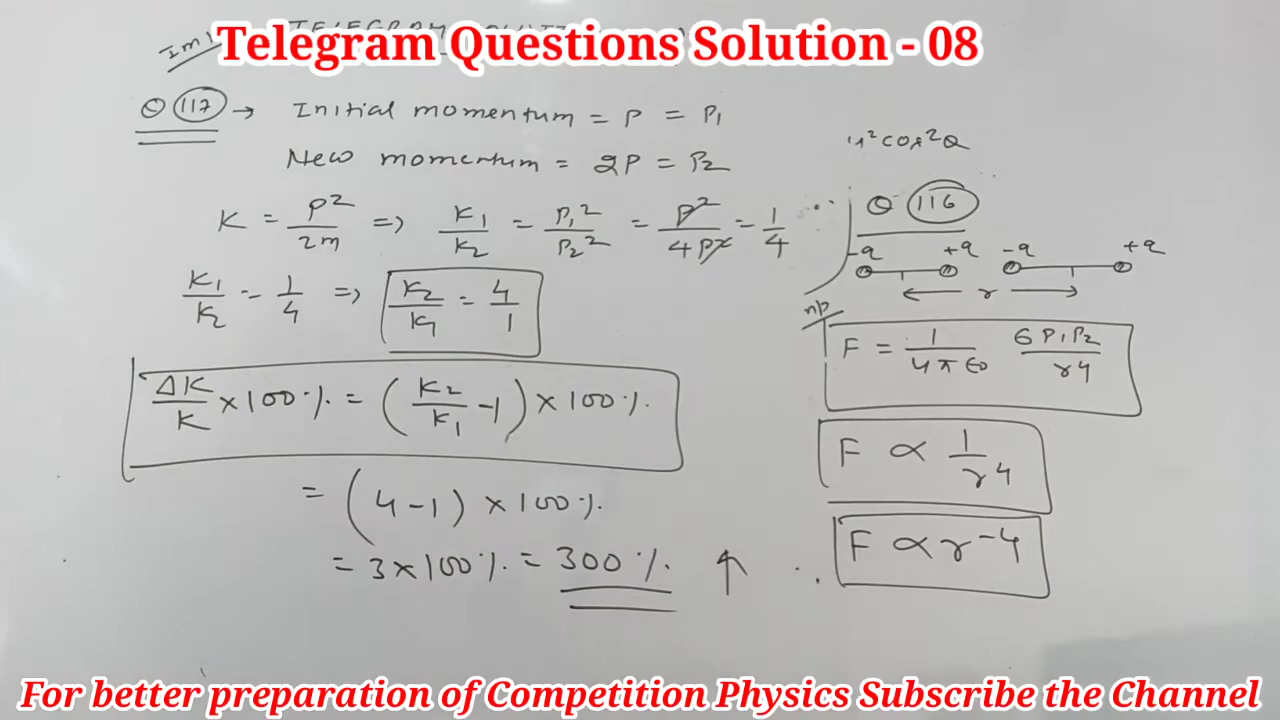 Telegram Questions Solution - 08
Q 117 → Initial momentum = P = P₁
New momentum = 2P = P₂
K = P²/2m => K₁/K₂ = P₁²/P₂² = P²/4P² = 1/4
K₁/K₂ = 1/4 => K₂/K₁ = 4/1
ΔK/K × 100 % = (K₂/K₁ - 1) × 100 %
= (4 - 1) × 100 %
= 3 × 100 % = 300 % ↑
u² cos² Q
Q 116
-q +q -q +q
r
F = 1/4π∈0 6P₁P₂/r4
F ∝ 1/r4
∴ F ∝ r-4
For better preparation of Competition Physics Subscribe the Channel